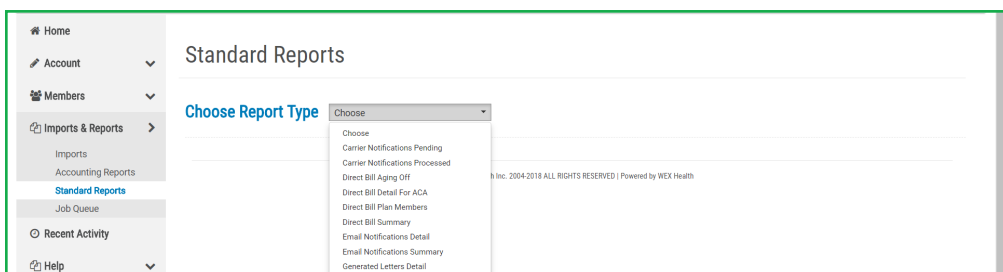 Home
Account
Members
Imports & Reports
Imports
Accounting Reports
Standard Reports
Job Queue
Recent Activity
Help
Standard Reports
Choose Report Type
Choose
Choose
Carrier Notifications Pending
Carrier Notifications Processed
Direct Bill Aging Off
Direct Bill Detail For ACA
Direct Bill Plan Members
Direct Bill Summary
Email Notifications Detail
Email Notifications Summary
Generated Letters Detail
h Inc. 2004-2018 ALL RIGHTS RESERVED | Powered by WEX Health